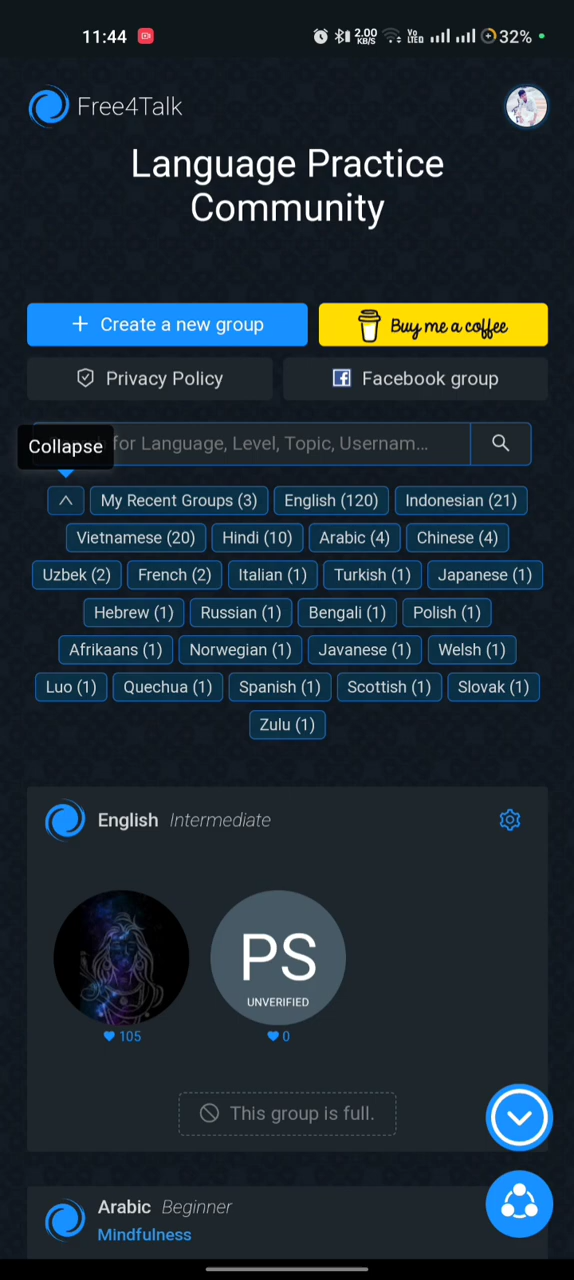 11:44 2.00 KB/S Vo LTED 32%
Free4Talk
Language Practice
Community
+ Create a new group Buy me a coffee
Privacy Policy Facebook group
Collapse for Language, Level, Topic, Usernam...
My Recent Groups (3) English (120) Indonesian (21)
Vietnamese (20) Hindi (10) Arabic (4) Chinese (4)
Uzbek (2) French (2) Italian (1) Turkish (1) Japanese (1)
Hebrew (1) Russian (1) Bengali (1) Polish (1)
Afrikaans (1) Norwegian (1) Javanese (1) Welsh (1)
Luo (1) Quechua (1) Spanish (1) Scottish (1) Slovak (1)
Zulu (1)
English Intermediate
PS
UNVERIFIED
105 0
This group is full.
Arabic Beginner
Mindfulness